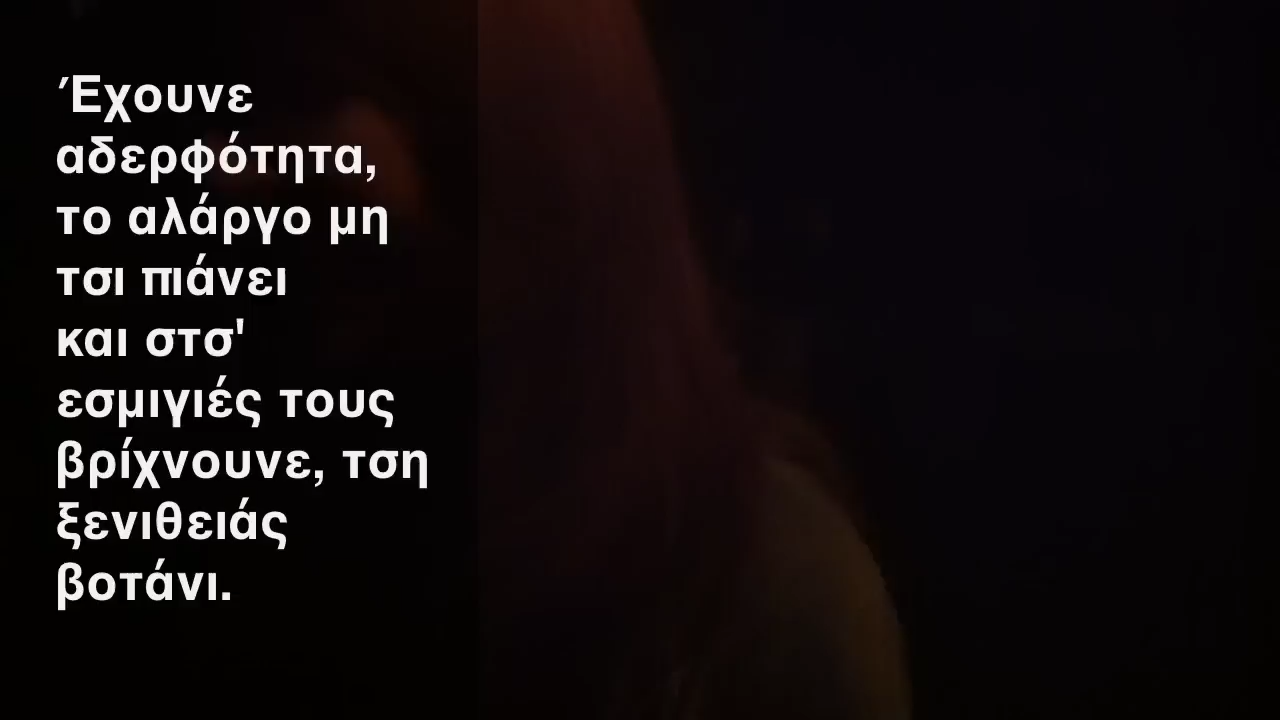 Έχουνε
αδερφότητα,
το αλάργο μη
τσι πιάνει
και στσ'
εσμιγιές τους
βρίχνουνε, τση
ξενιθειάς
βοτάνι.